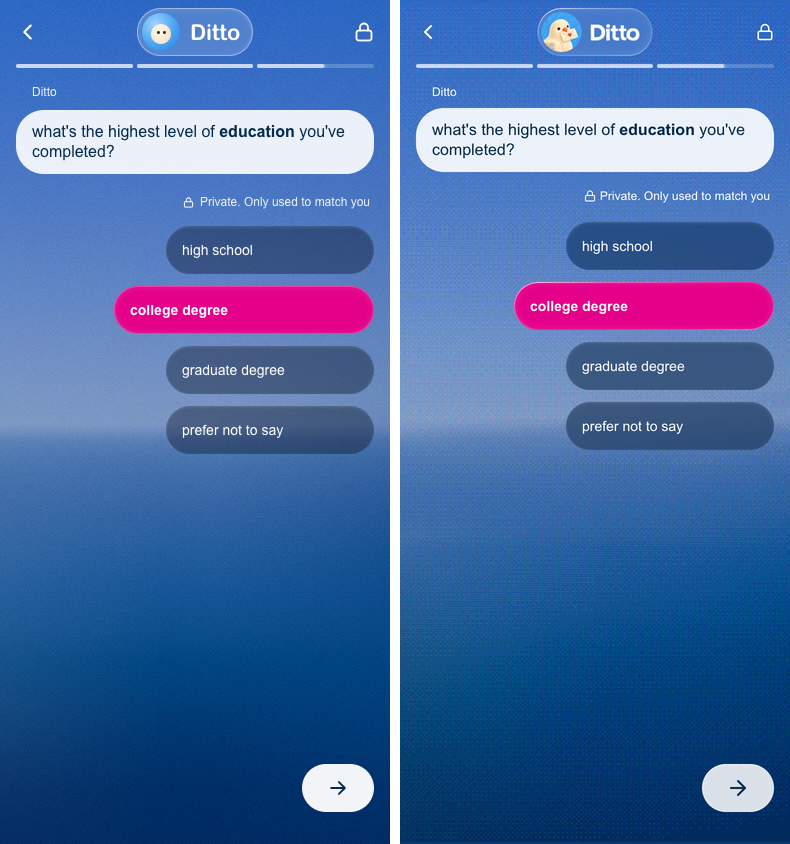 Ditto
Ditto
what's the highest level of education you've
completed?
Private. Only used to match you
high school
college degree
graduate degree
prefer not to say
Ditto
Ditto
what's the highest level of education you've
completed?
Private. Only used to match you
high school
college degree
graduate degree
prefer not to say